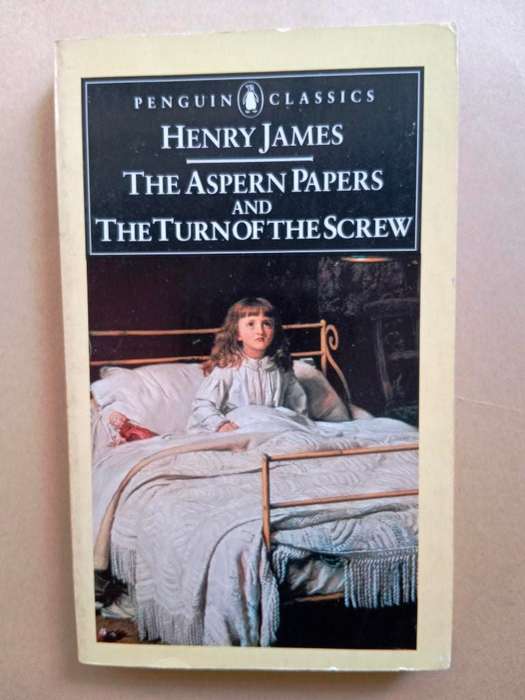 PENGUIN CLASSICS
HENRY JAMES
THE ASPERN PAPERS
AND
THE TURN OF THE SCREW